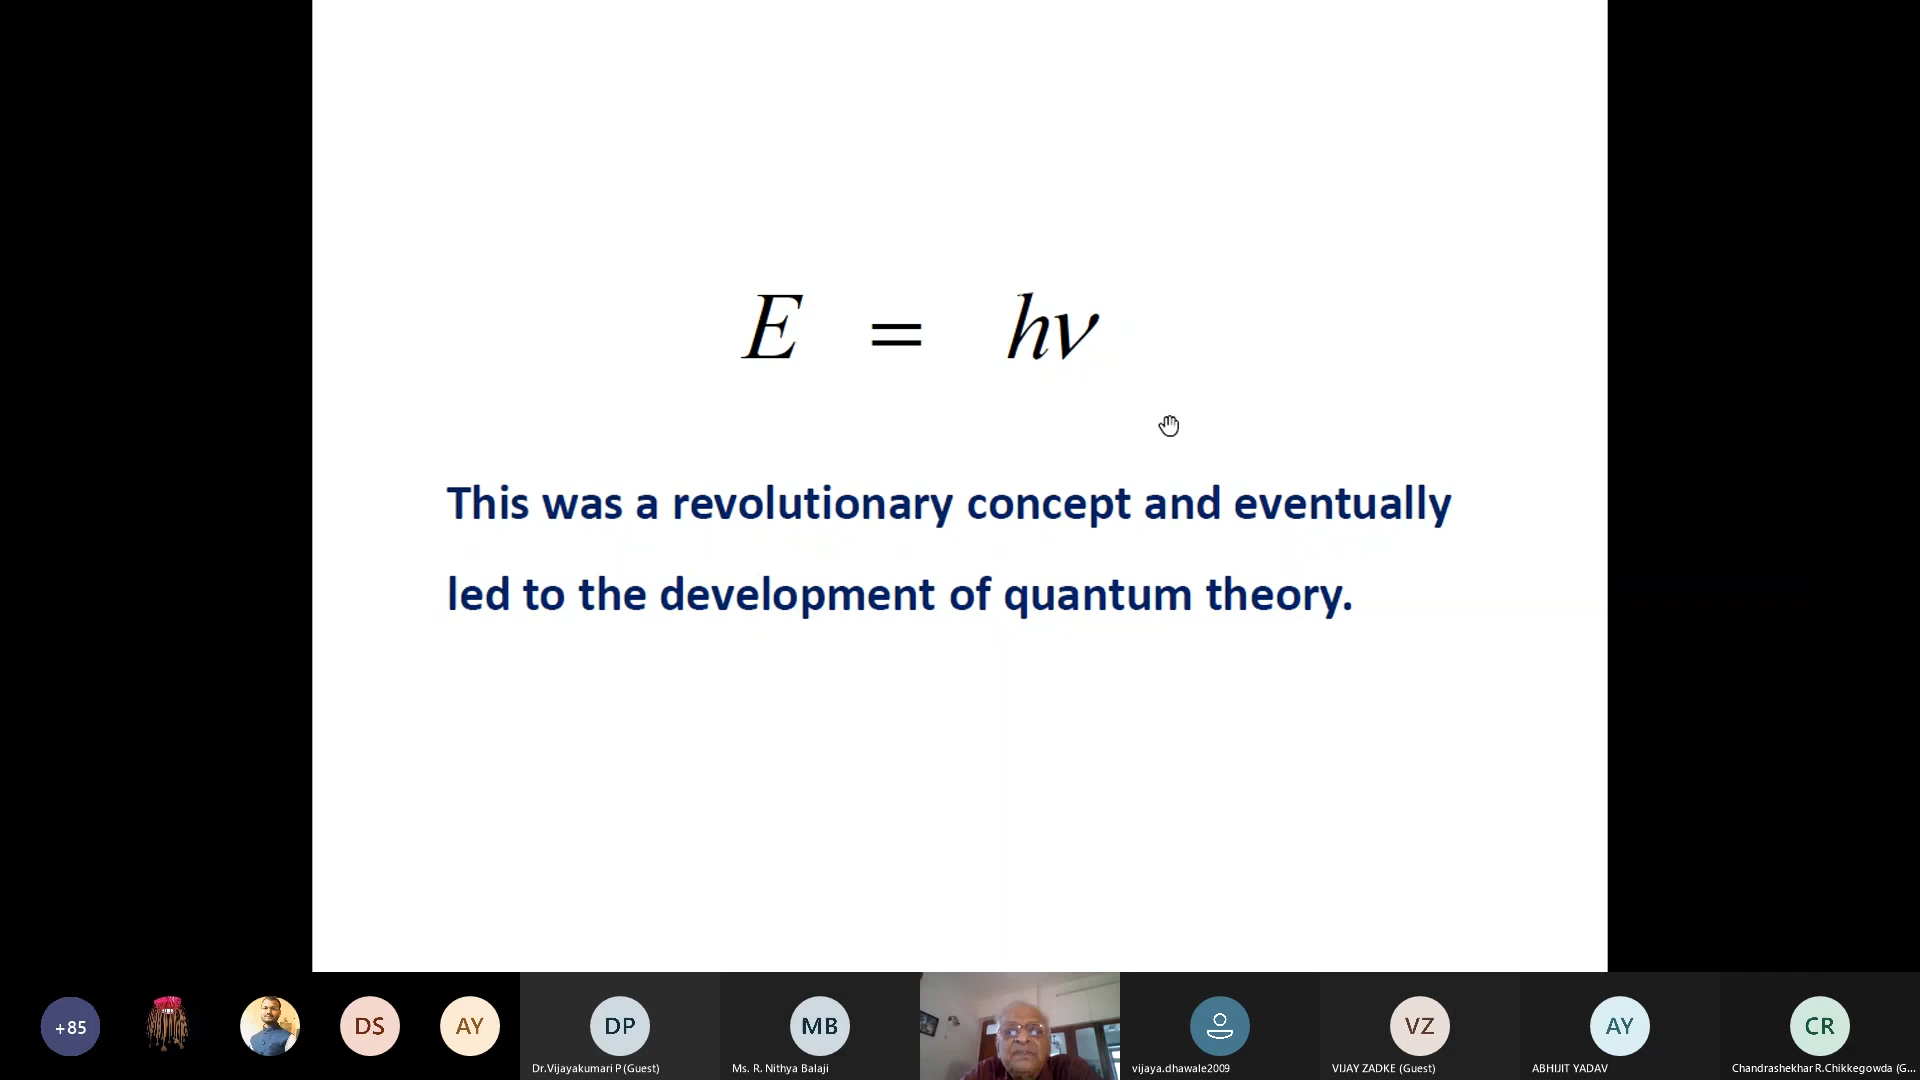 E = hν
This was a revolutionary concept and eventually
led to the development of quantum theory.
+85
DS
AY
DP
MB
VZ
AY
CR
Dr.Vijayakumari P (Guest)
Ms. R. Nithya Balaji
vijaya.dhawale2009
VIJAY ZADKE (Guest)
ABHIJIT YADAV
Chandrashekhar R.Chikkegowda (G...